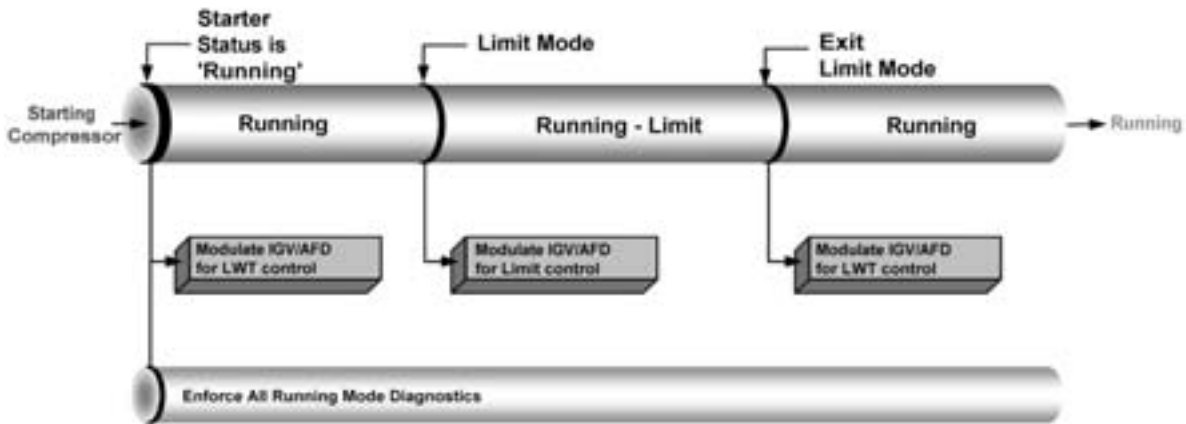 Starter
Status is
'Running'
Limit Mode
Exit
Limit Mode
Starting
Compressor
Running
Running - Limit
Running
Running
Modulate IGV/AFD
for LWT control
Modulate IGV/AFD
for Limit control
Modulate IGV/AFD
for LWT control
Enforce All Running Mode Diagnostics